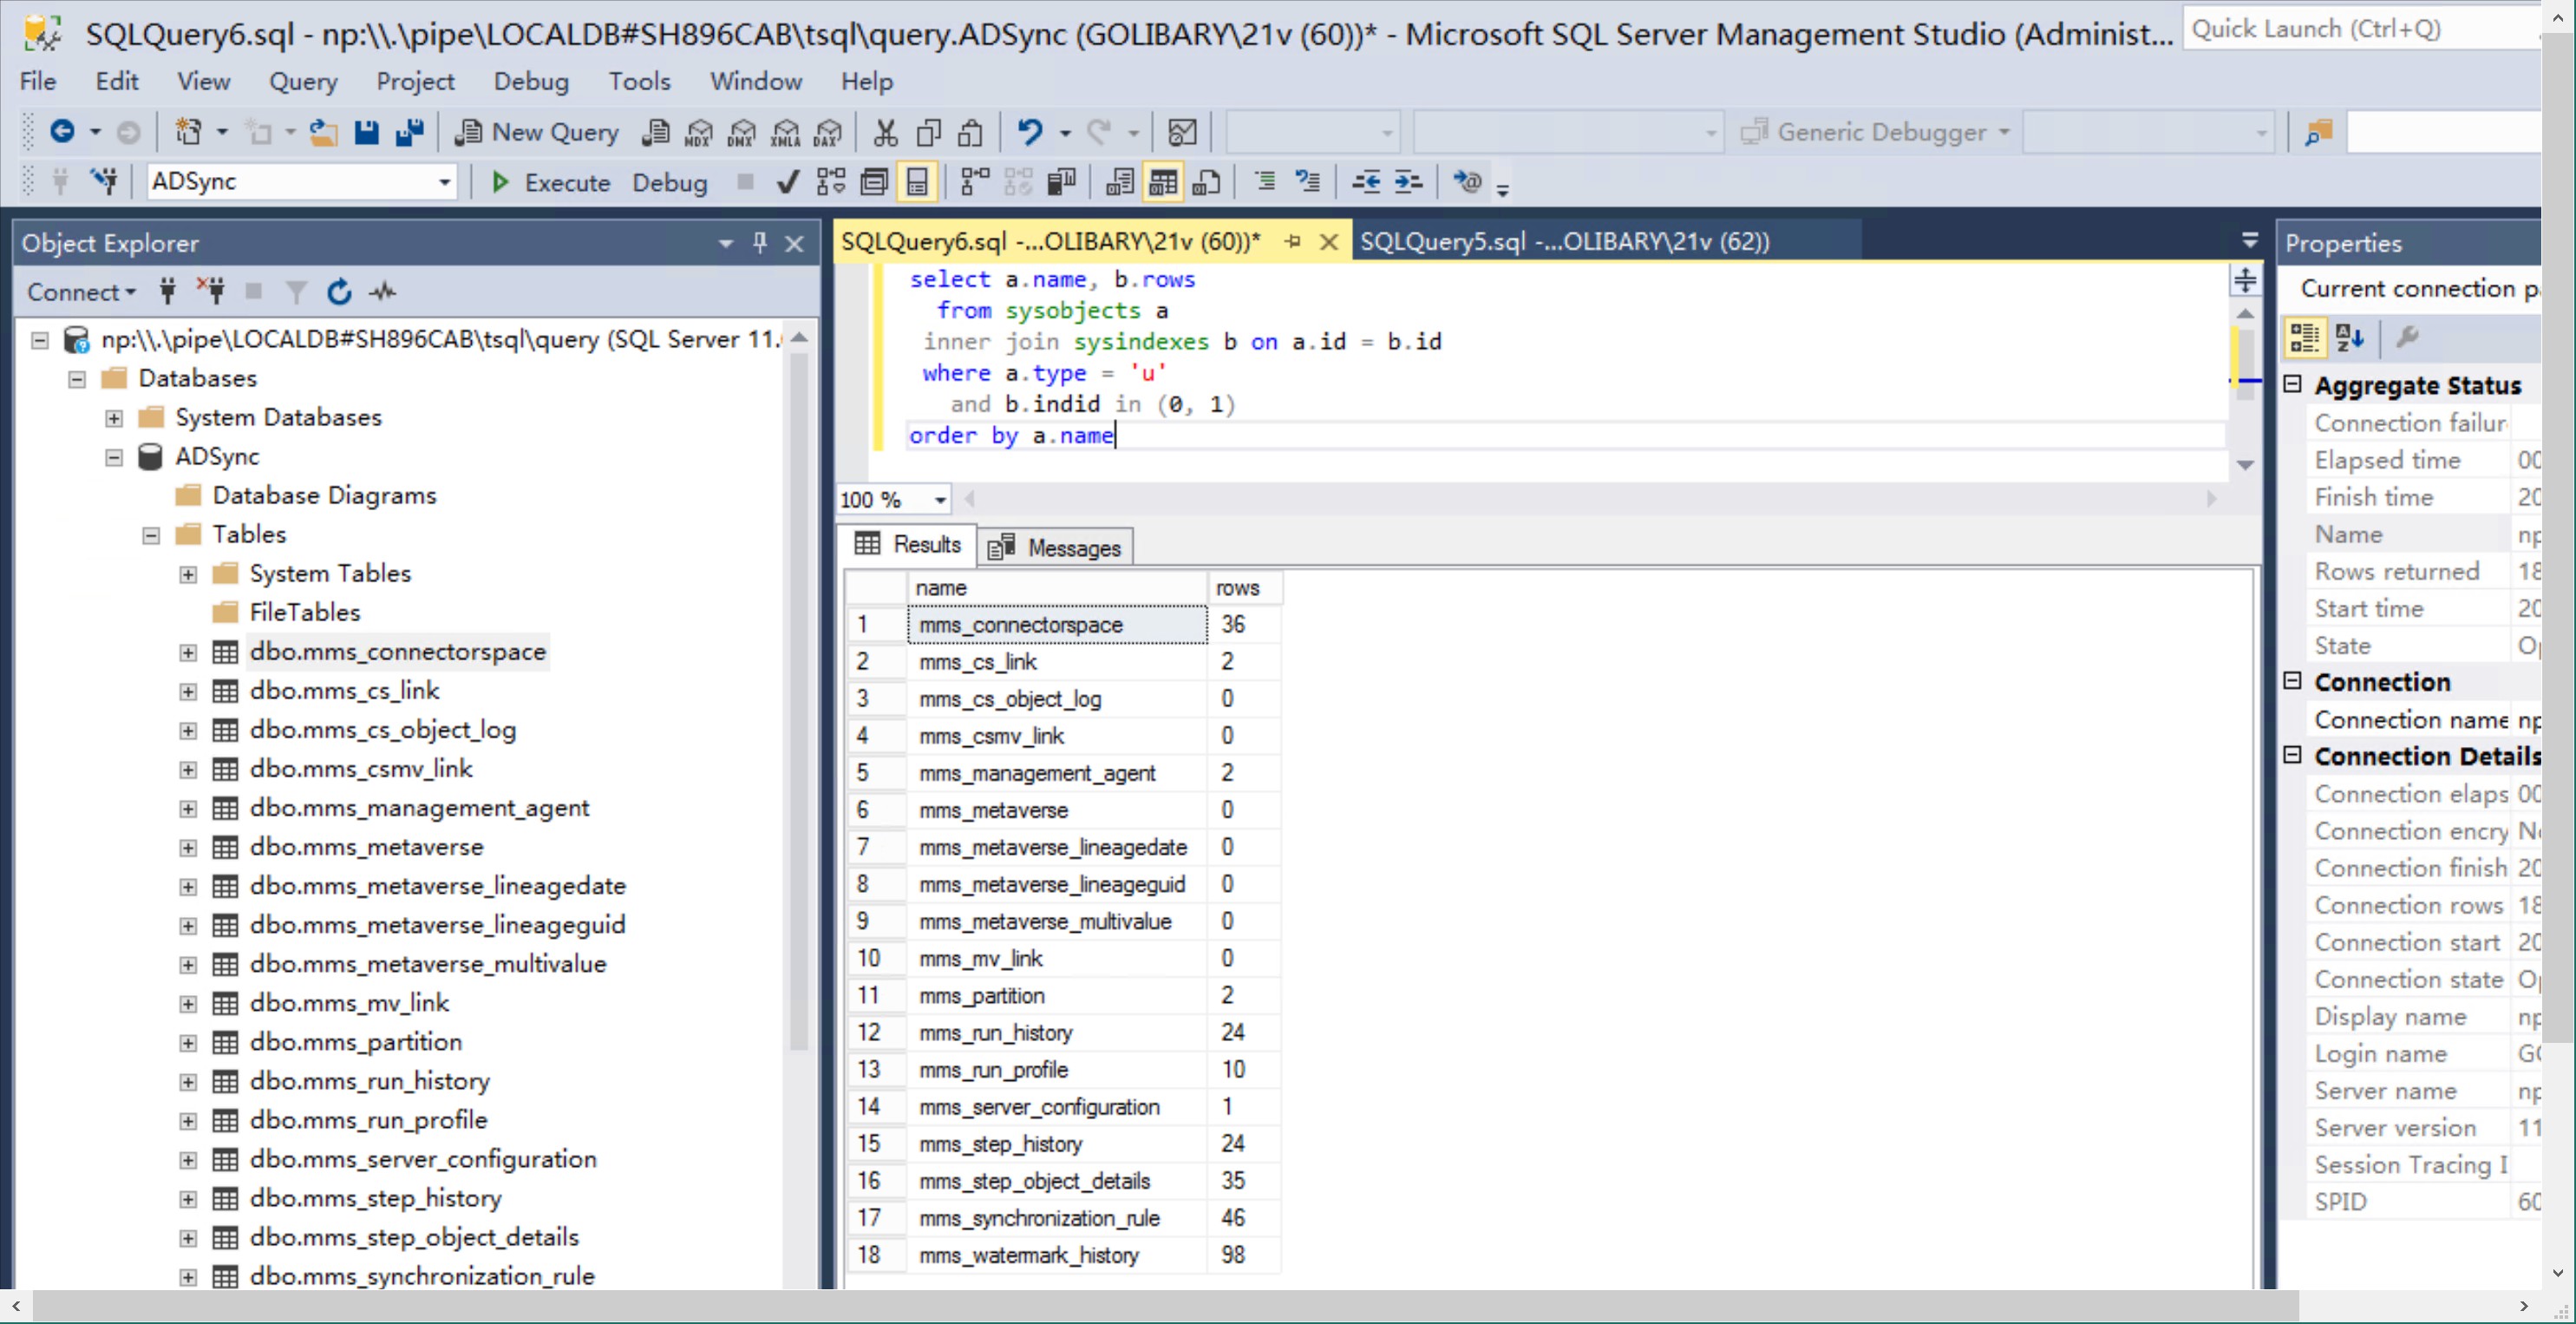 SQLQuery6.sql - np:\\.\pipe\LOCALDB#SH896CAB\tsql\query.ADSync (GOLIBARY\21v (60))* - Microsoft SQL Server Management Studio (Administ...
Quick Launch (Ctrl+Q)
File Edit View Query Project Debug Tools Window Help
New Query MDX DMX XMLA DAX Generic Debugger
ADSync Execute Debug
Object Explorer
Connect
np:\\.\pipe\LOCALDB#SH896CAB\tsql\query (SQL Server 11.
Databases
System Databases
ADSync
Database Diagrams
Tables
System Tables
FileTables
dbo.mms_connectorspace
dbo.mms_cs_link
dbo.mms_cs_object_log
dbo.mms_csmv_link
dbo.mms_management_agent
dbo.mms_metaverse
dbo.mms_metaverse_lineagedate
dbo.mms_metaverse_lineageguid
dbo.mms_metaverse_multivalue
dbo.mms_mv_link
dbo.mms_partition
dbo.mms_run_history
dbo.mms_run_profile
dbo.mms_server_configuration
dbo.mms_step_history
dbo.mms_step_object_details
dbo.mms_synchronization_rule
SQLQuery6.sql -...OLIBARY\21v (60))* SQLQuery5.sql -...OLIBARY\21v (62))
select a.name, b.rows
from sysobjects a
inner join sysindexes b on a.id = b.id
where a.type = 'u'
and b.indid in (0, 1)
order by a.name
100 %
Results Messages
name rows
1 mms_connectorspace 36
2 mms_cs_link 2
3 mms_cs_object_log 0
4 mms_csmv_link 0
5 mms_management_agent 2
6 mms_metaverse 0
7 mms_metaverse_lineagedate 0
8 mms_metaverse_lineageguid 0
9 mms_metaverse_multivalue 0
10 mms_mv_link 0
11 mms_partition 2
12 mms_run_history 24
13 mms_run_profile 10
14 mms_server_configuration 1
15 mms_step_history 24
16 mms_step_object_details 35
17 mms_synchronization_rule 46
18 mms_watermark_history 98
Properties
Current connection p
Aggregate Status
Connection failur
Elapsed time 00
Finish time 20
Name np
Rows returned 18
Start time 20
State Op
Connection
Connection name np
Connection Details
Connection elaps 00
Connection encry No
Connection finish 20
Connection rows 18
Connection start 20
Connection state Op
Display name np
Login name GO
Server name np
Server version 11
Session Tracing I
SPID 60